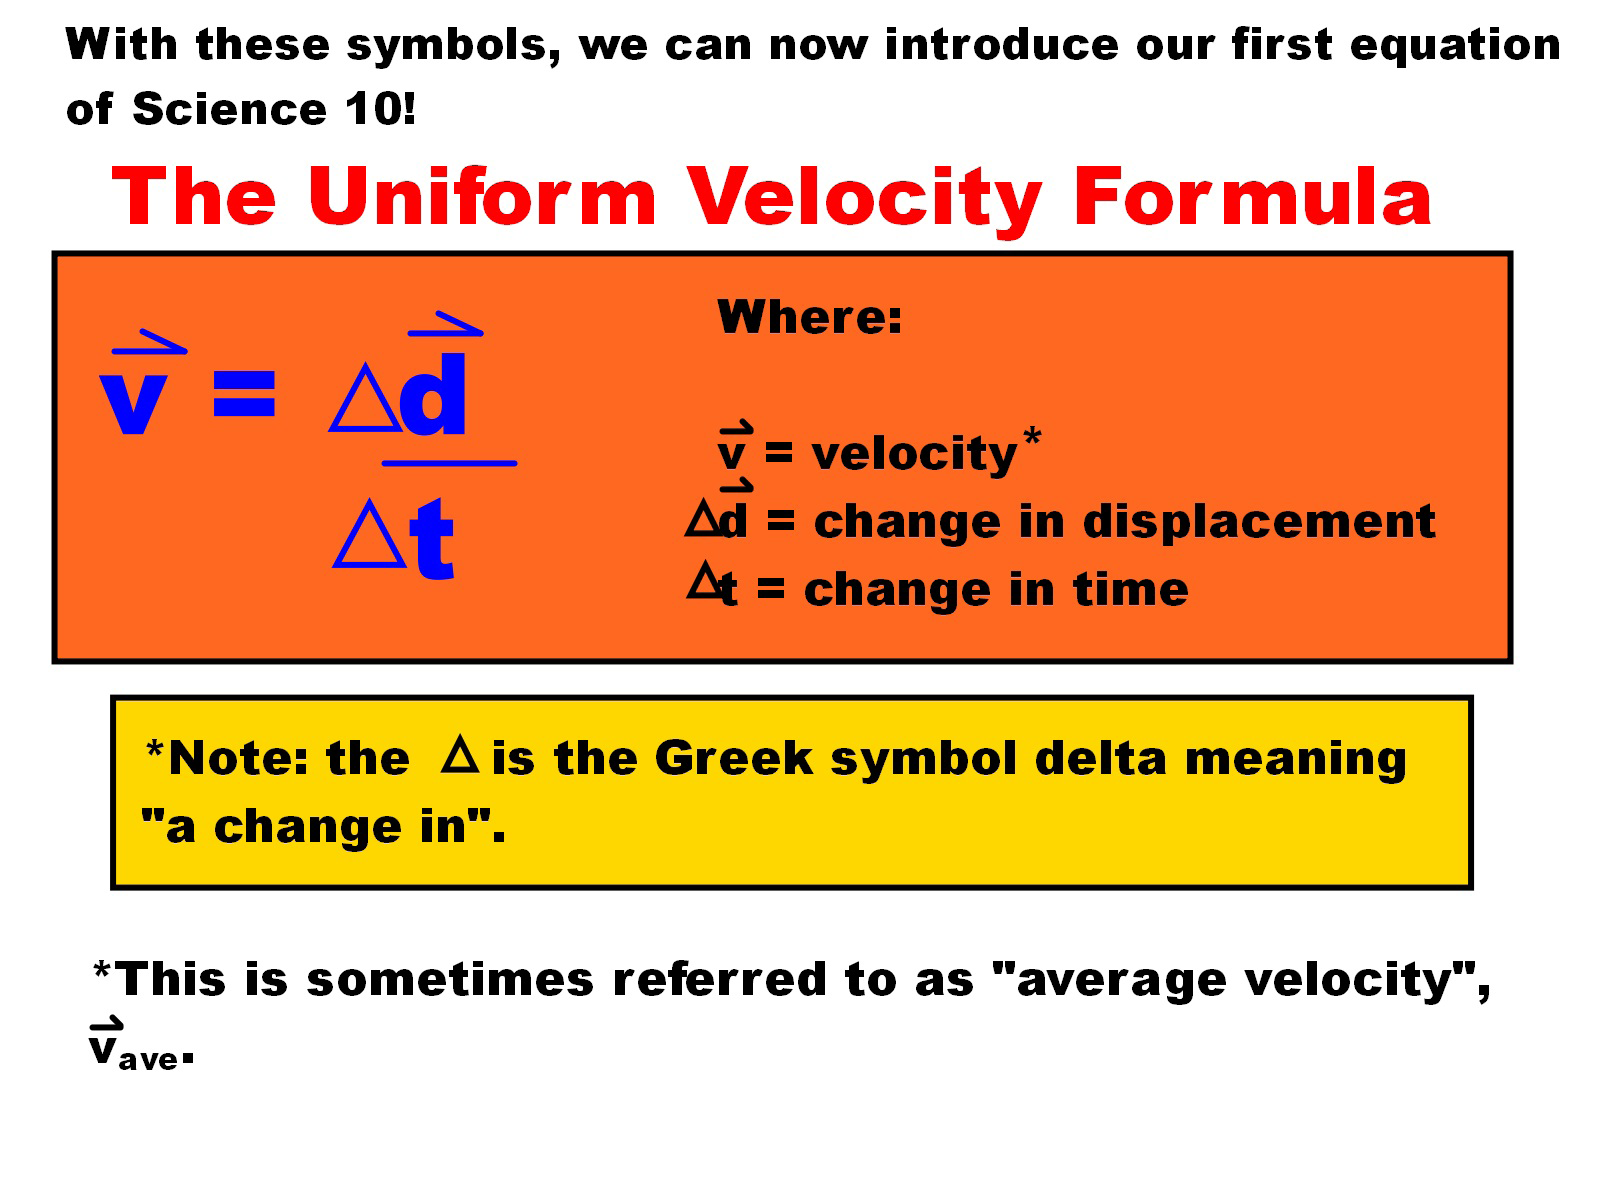 With these symbols, we can now introduce our first equation
of Science 10!
The Uniform Velocity Formula
v⃗ = Δd⃗
Δt
Where:
v⃗ = velocity*
Δd⃗ = change in displacement
Δt = change in time
*Note: the Δ is the Greek symbol delta meaning
"a change in".
*This is sometimes referred to as "average velocity",
v⃗ave.